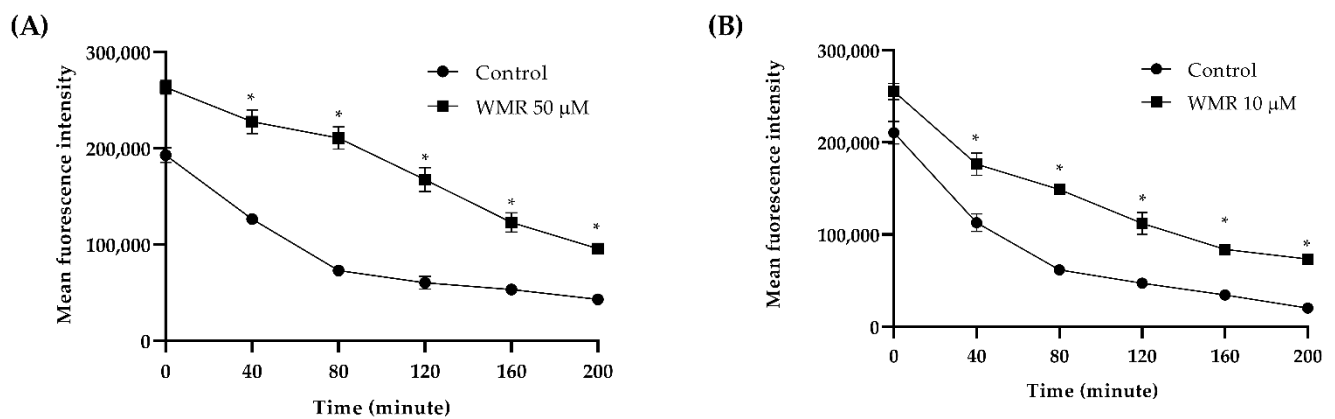 (A)
Mean fuorescence intensity
300,000
200,000
100,000
0
Control
WMR 50 µM
*
*
*
*
*
0 40 80 120 160 200
Time (minute)
(B)
Mean fuorescence intensity
300,000
200,000
100,000
0
Control
WMR 10 µM
*
*
*
*
*
0 40 80 120 160 200
Time (minute)